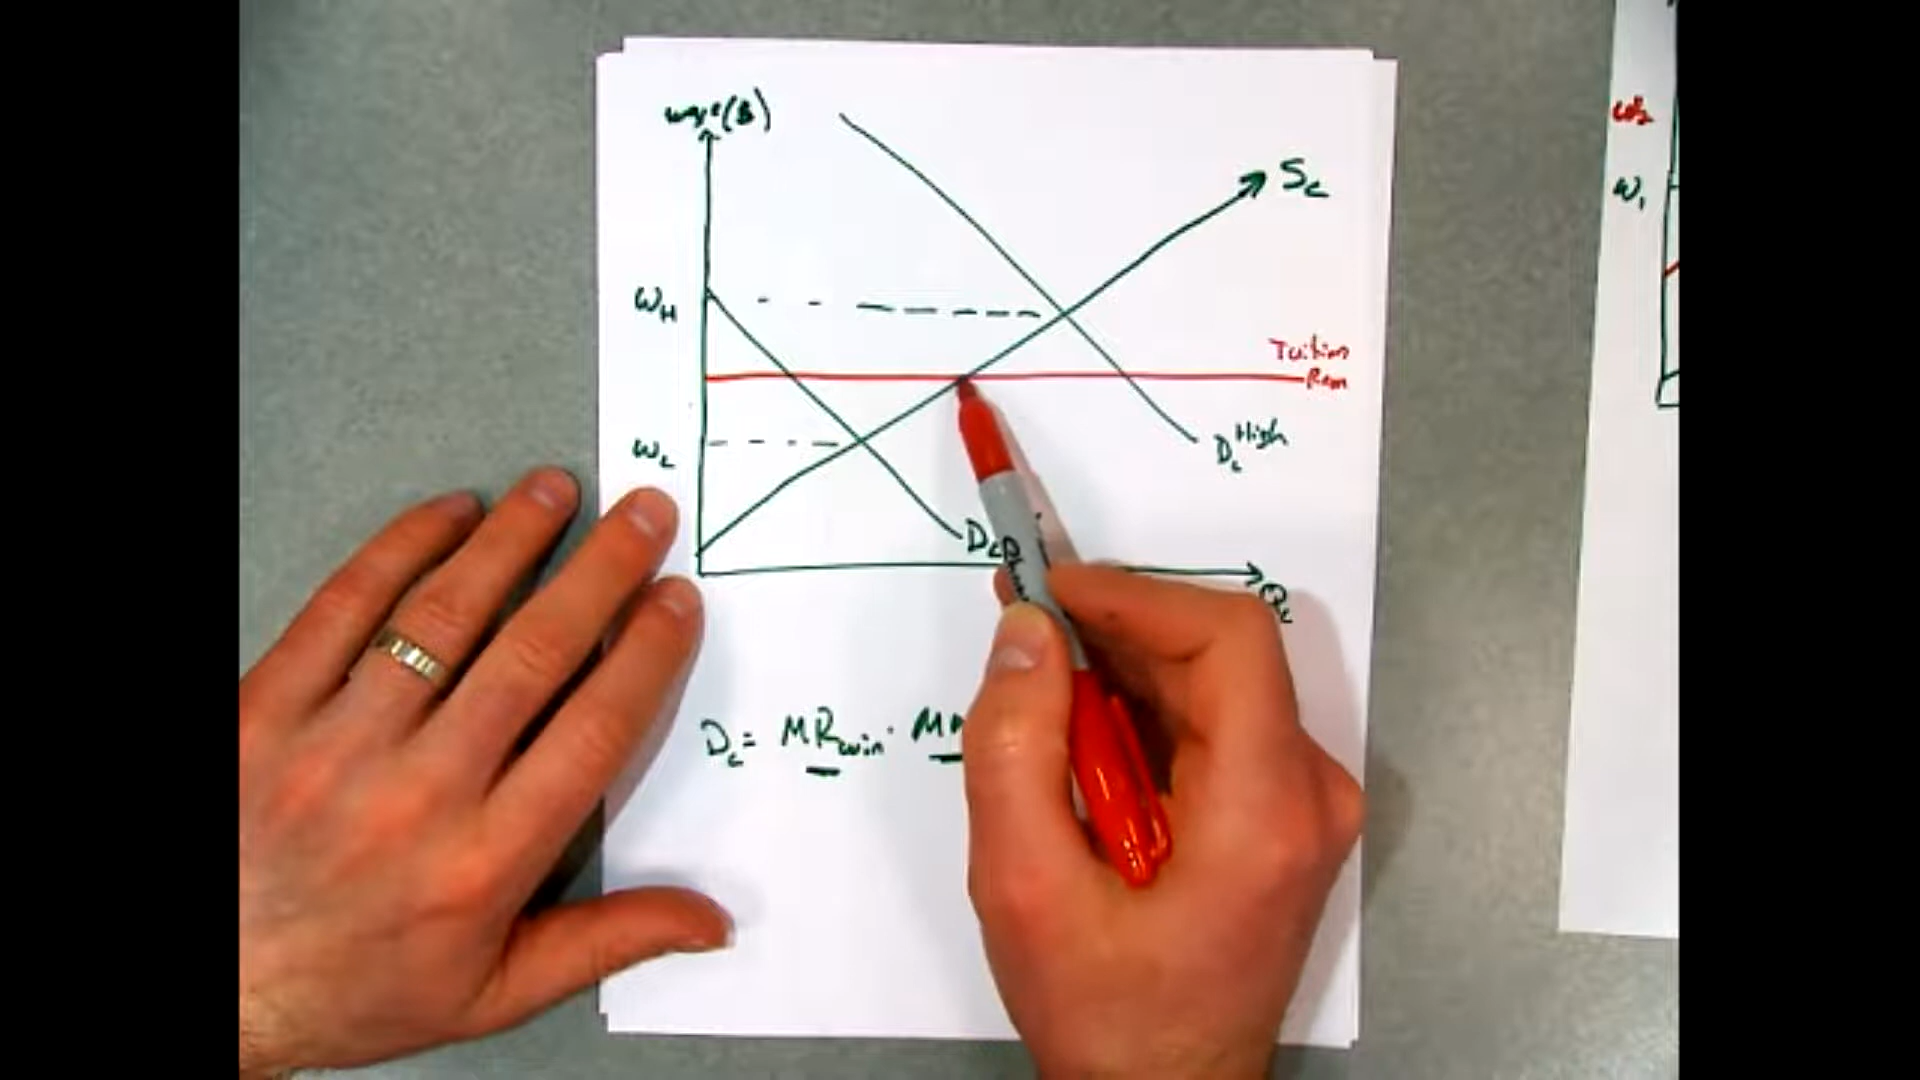 wage($)
S_c
W_H
Tuition
Rem
W_L
D_c^High
D_c
Q_c
D_c = MR_win ·
W_2
W_1